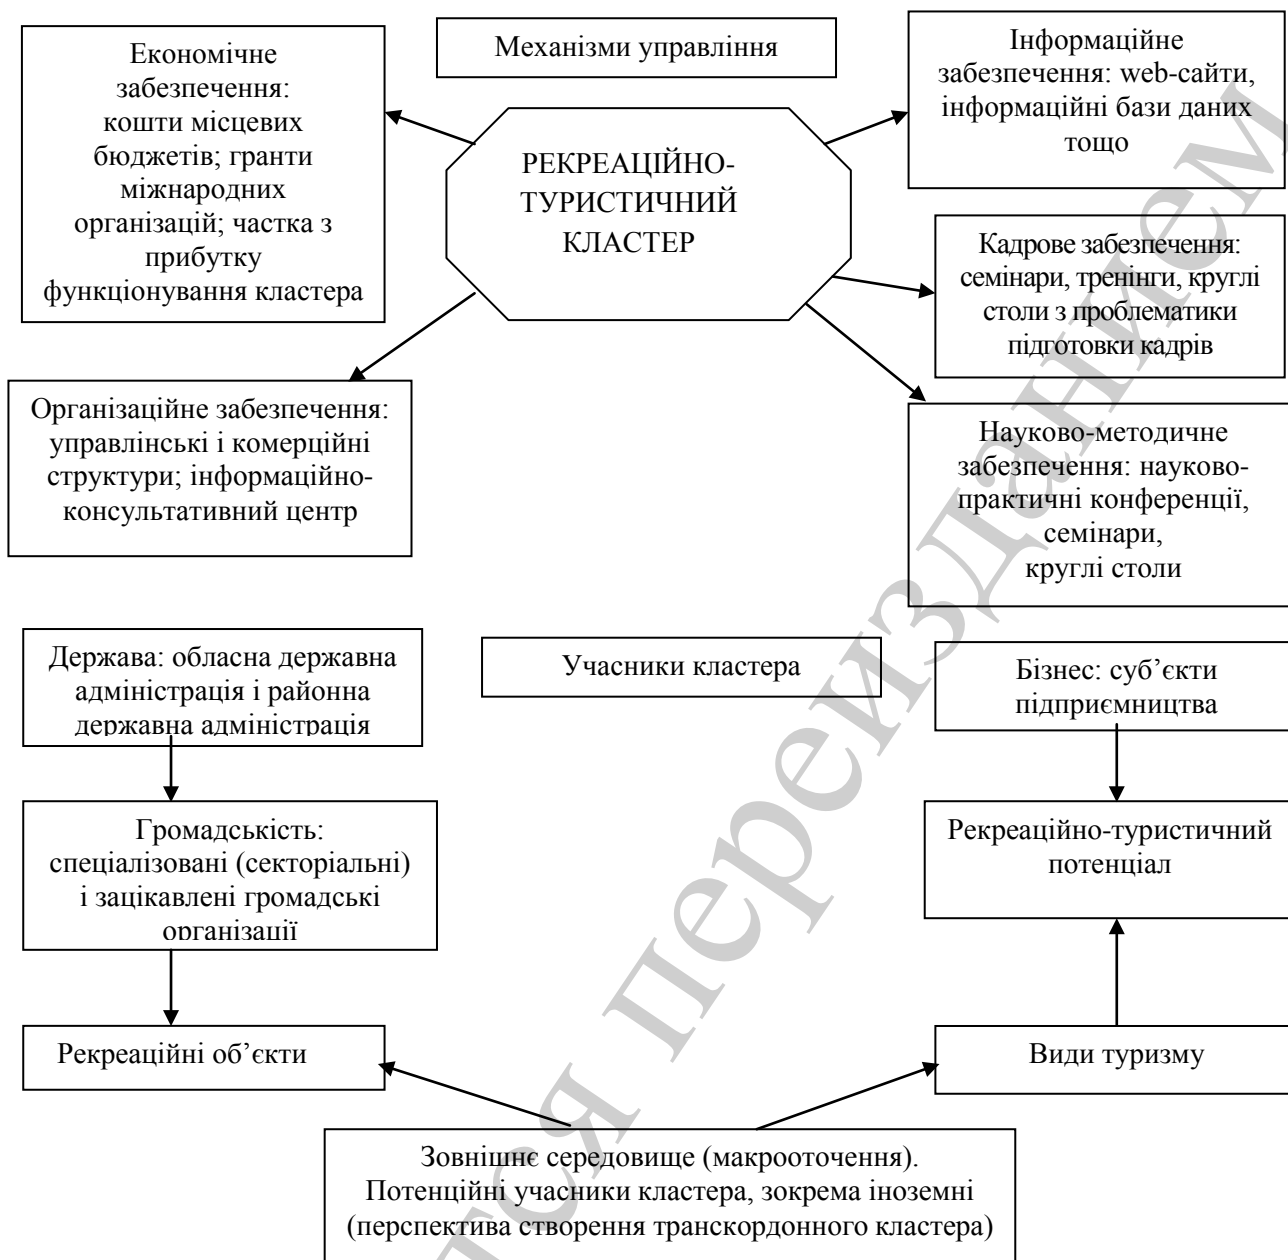 Економічне
забезпечення:
кошти місцевих
бюджетів; гранти
міжнародних
організацій; частка з
прибутку
функціонування кластера
Механізми управління
Інформаційне
забезпечення: web-сайти,
інформаційні бази даних
тощо
РЕКРЕАЦІЙНО-
ТУРИСТИЧНИЙ
КЛАСТЕР
Кадрове забезпечення:
семінари, тренінги, круглі
столи з проблематики
підготовки кадрів
Організаційне забезпечення:
управлінські і комерційні
структури; інформаційно-
консультативний центр
Науково-методичне
забезпечення: науково-
практичні конференції,
семінари,
круглі столи
Держава: обласна державна
адміністрація і районна
державна адміністрація
Учасники кластера
Бізнес: суб’єкти
підприємництва
Громадськість:
спеціалізовані (секторіальні)
і зацікавлені громадські
організації
Рекреаційно-туристичний
потенціал
Рекреаційні об’єкти
Види туризму
Зовнішнє середовище (макрооточення).
Потенційні учасники кластера, зокрема іноземні
(перспектива створення транскордонного кластера)
тся переизданием